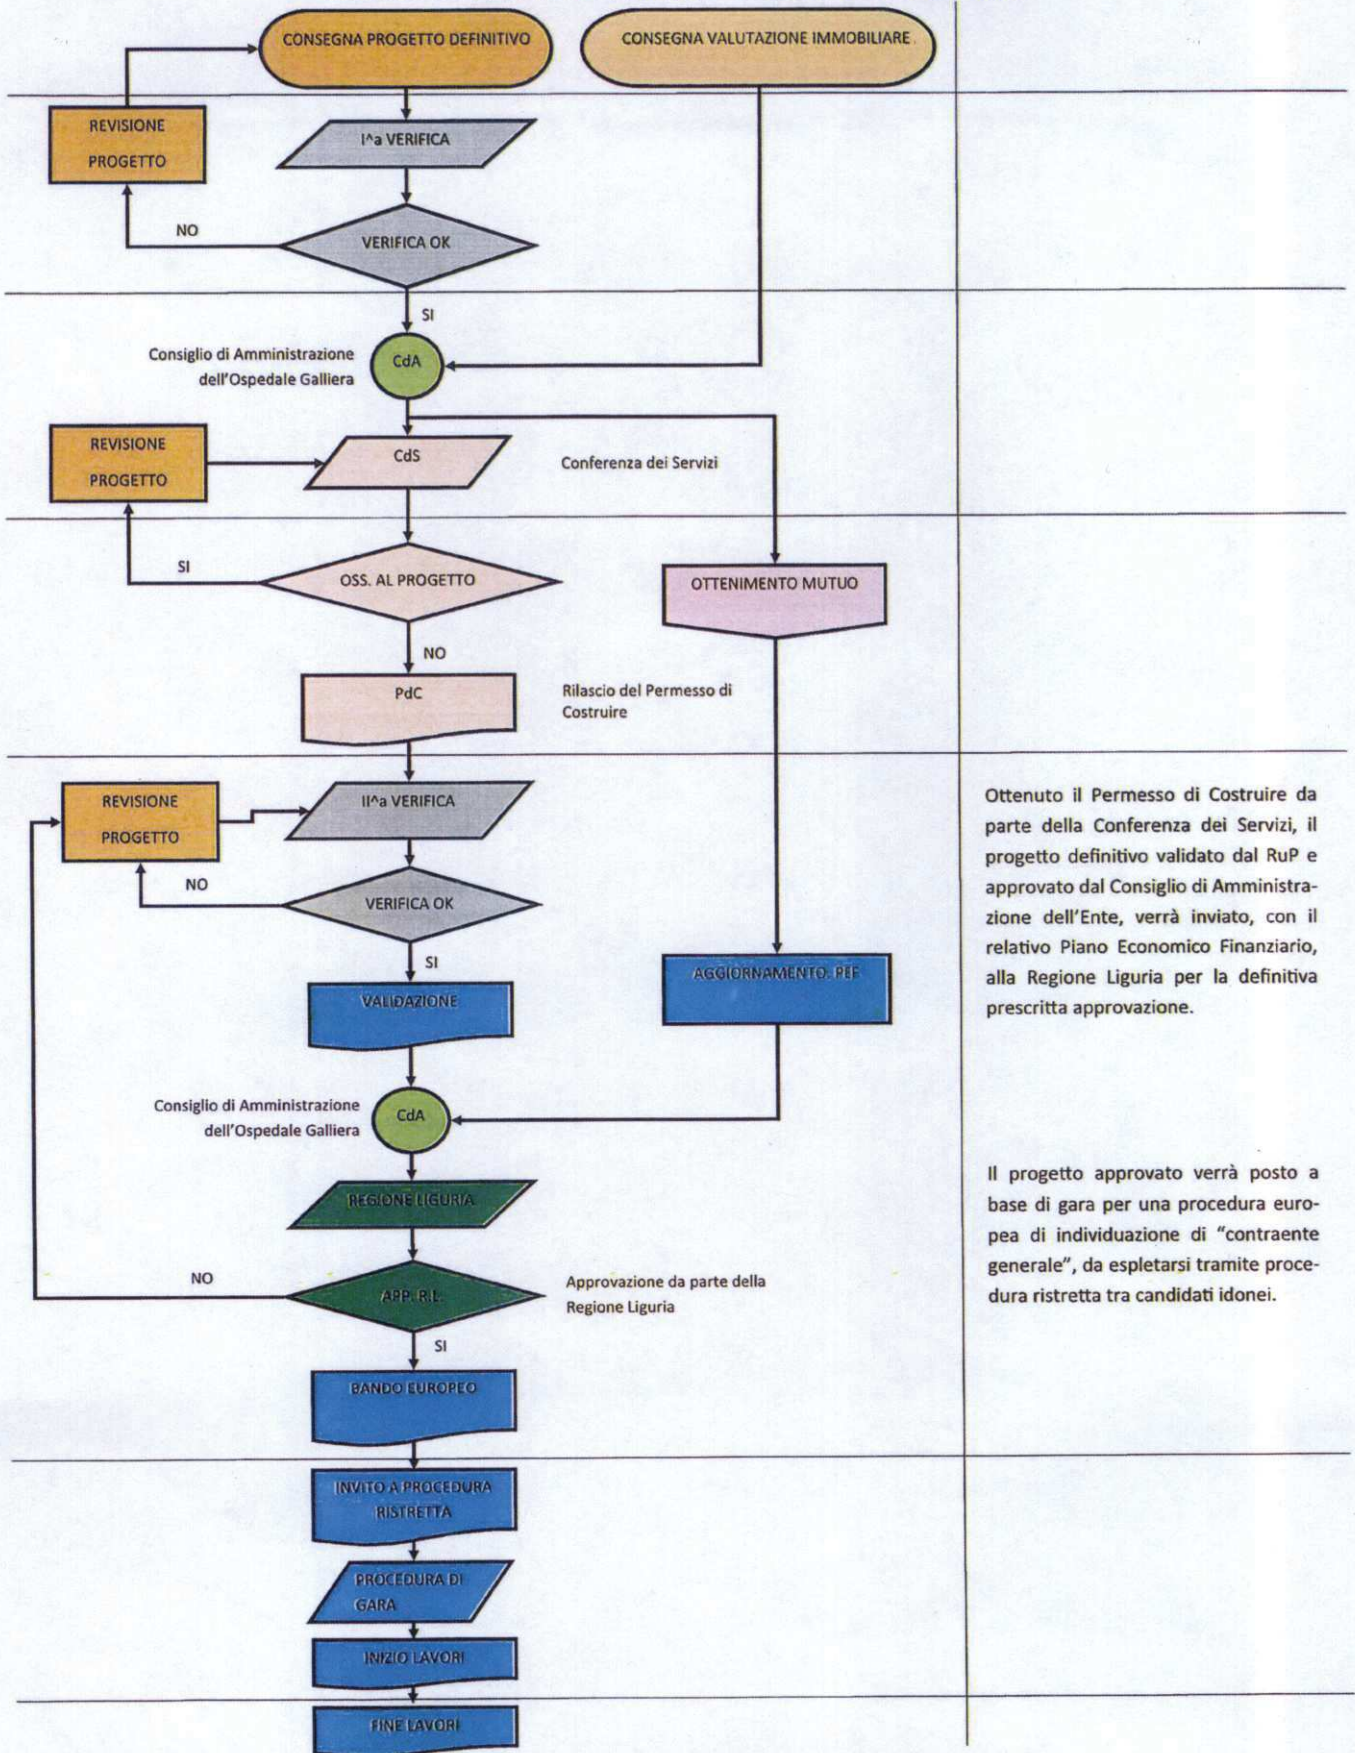 CONSEGNA PROGETTO DEFINITIVO
CONSEGNA VALUTAZIONE IMMOBILIARE.
REVISIONE
PROGETTO
I^a VERIFICA
NO
VERIFICA OK
SI
Consiglio di Amministrazione
dell'Ospedale Galliera
CdA
REVISIONE
PROGETTO
CdS
Conferenza dei Servizi
SI
OSS. AL PROGETTO
OTTENIMENTO MUTUO
NO
PdC
Rilascio del Permesso di
Costruire
REVISIONE
PROGETTO
II^a VERIFICA
NO
VERIFICA OK
SI
VALIDAZIONE
AGGIORNAMENTO. PEF
Consiglio di Amministrazione
dell'Ospedale Galliera
CdA
REGIONE LIGURIA
NO
APP. R.L.
Approvazione da parte della
Regione Liguria
SI
BANDO EUROPEO
INVITO A PROCEDURA
RISTRETTA
PROCEDURA DI
GARA
INIZIO LAVORI
FINE LAVORI
Ottenuto il Permesso di Costruire da
parte della Conferenza dei Servizi, il
progetto definitivo validato dal RuP e
approvato dal Consiglio di Amministra-
zione dell'Ente, verrà inviato, con il
relativo Piano Economico Finanziario,
alla Regione Liguria per la definitiva
prescritta approvazione.
Il progetto approvato verrà posto a
base di gara per una procedura euro-
pea di individuazione di "contraente
generale", da espletarsi tramite proce-
dura ristretta tra candidati idonei.